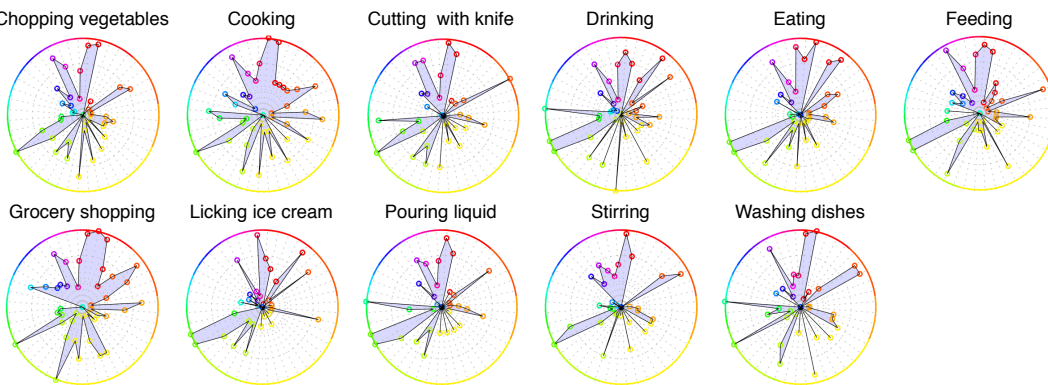 Chopping vegetables
Cooking
Cutting with knife
Drinking
Eating
Feeding
Grocery shopping
Licking ice cream
Pouring liquid
Stirring
Washing dishes